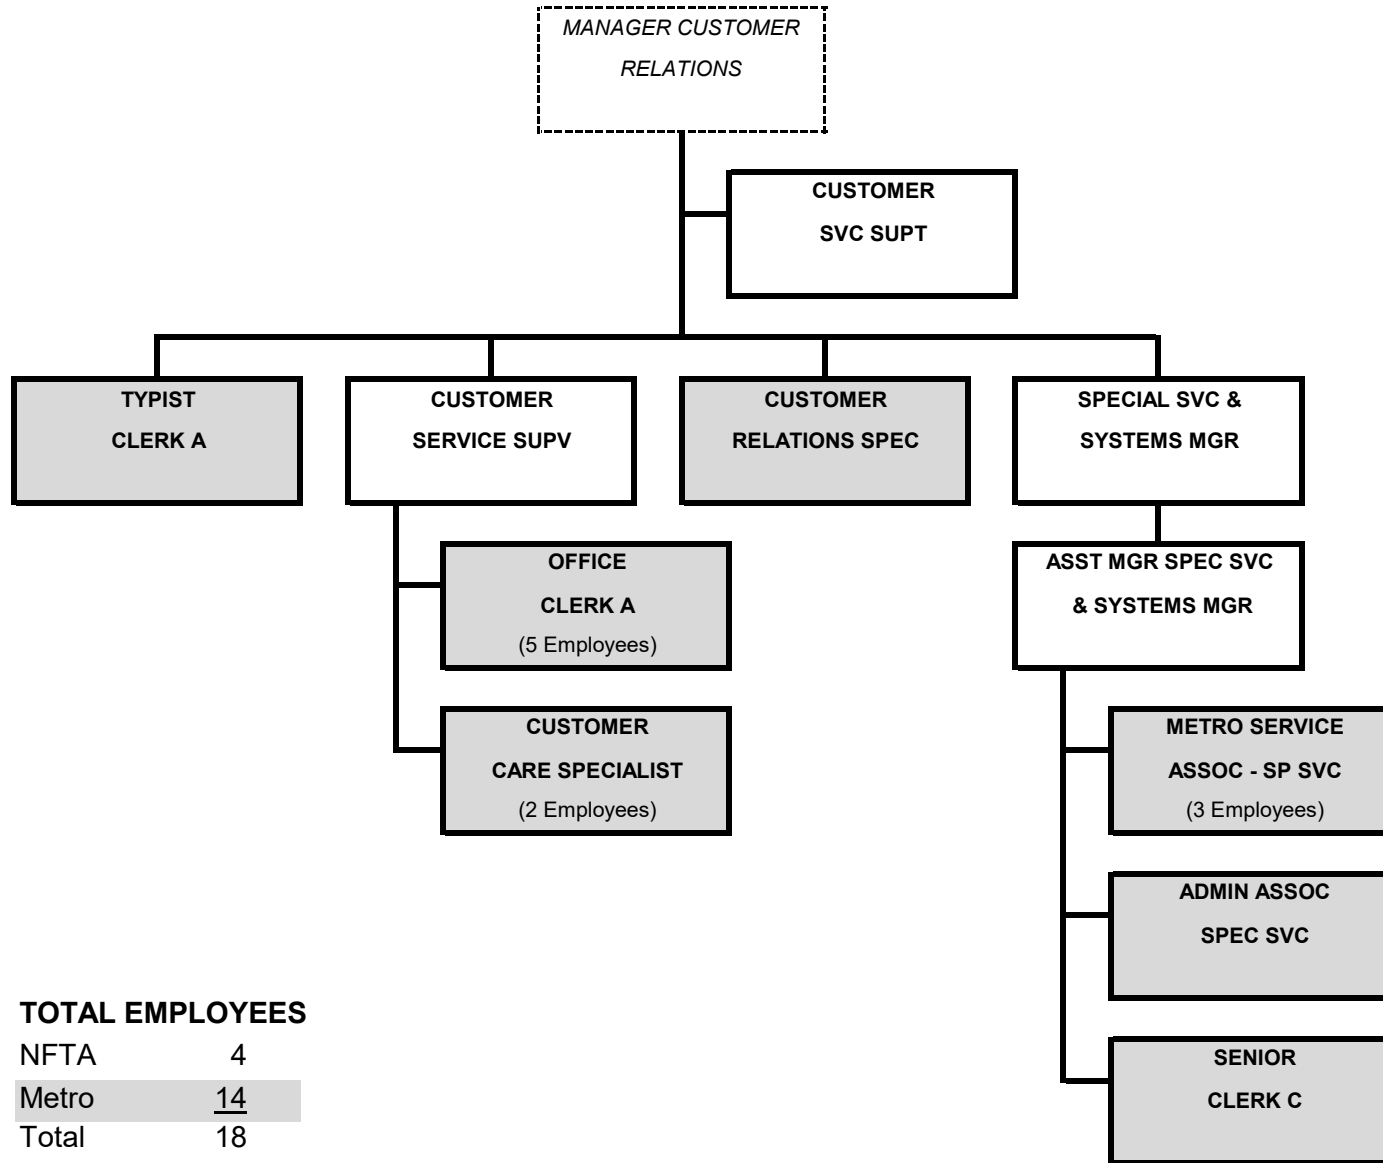 MANAGER CUSTOMER
RELATIONS
CUSTOMER
SVC SUPT
TYPIST
CLERK A
CUSTOMER
SERVICE SUPV
CUSTOMER
RELATIONS SPEC
SPECIAL SVC &
SYSTEMS MGR
OFFICE
CLERK A
(5 Employees)
ASST MGR SPEC SVC
& SYSTEMS MGR
CUSTOMER
CARE SPECIALIST
(2 Employees)
METRO SERVICE
ASSOC - SP SVC
(3 Employees)
ADMIN ASSOC
SPEC SVC
SENIOR
CLERK C
TOTAL EMPLOYEES
NFTA 4
Metro 14
Total 18